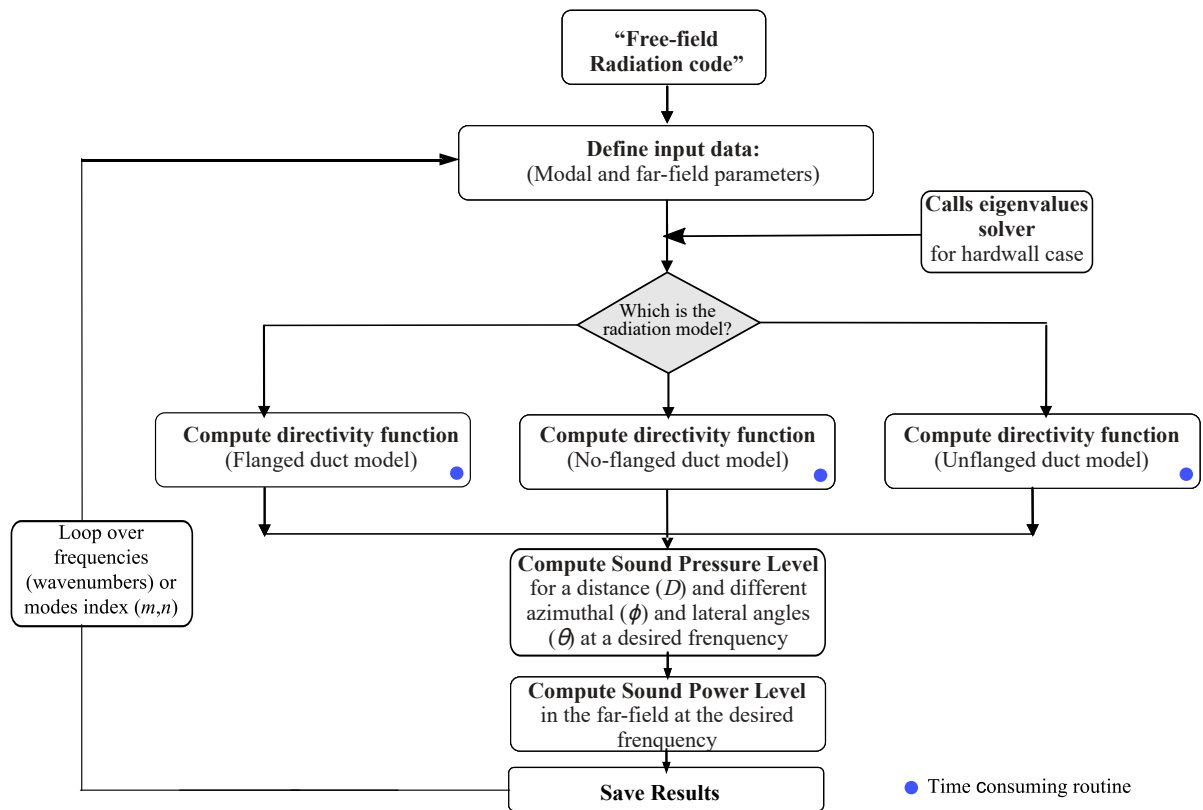 “Free-field
Radiation code”
Define input data:
(Modal and far-field parameters)
Calls eigenvalues
solver
for hardwall case
Which is the
radiation model?
Compute directivity function
(Flanged duct model)
Compute directivity function
(No-flanged duct model)
Compute directivity function
(Unflanged duct model)
Loop over
frequencies
(wavenumbers) or
modes index (m,n)
Compute Sound Pressure Level
for a distance (D) and different
azimuthal (ϕ) and lateral angles
(θ) at a desired frenquency
Compute Sound Power Level
in the far-field at the desired
frenquency
Save Results
Time consuming routine